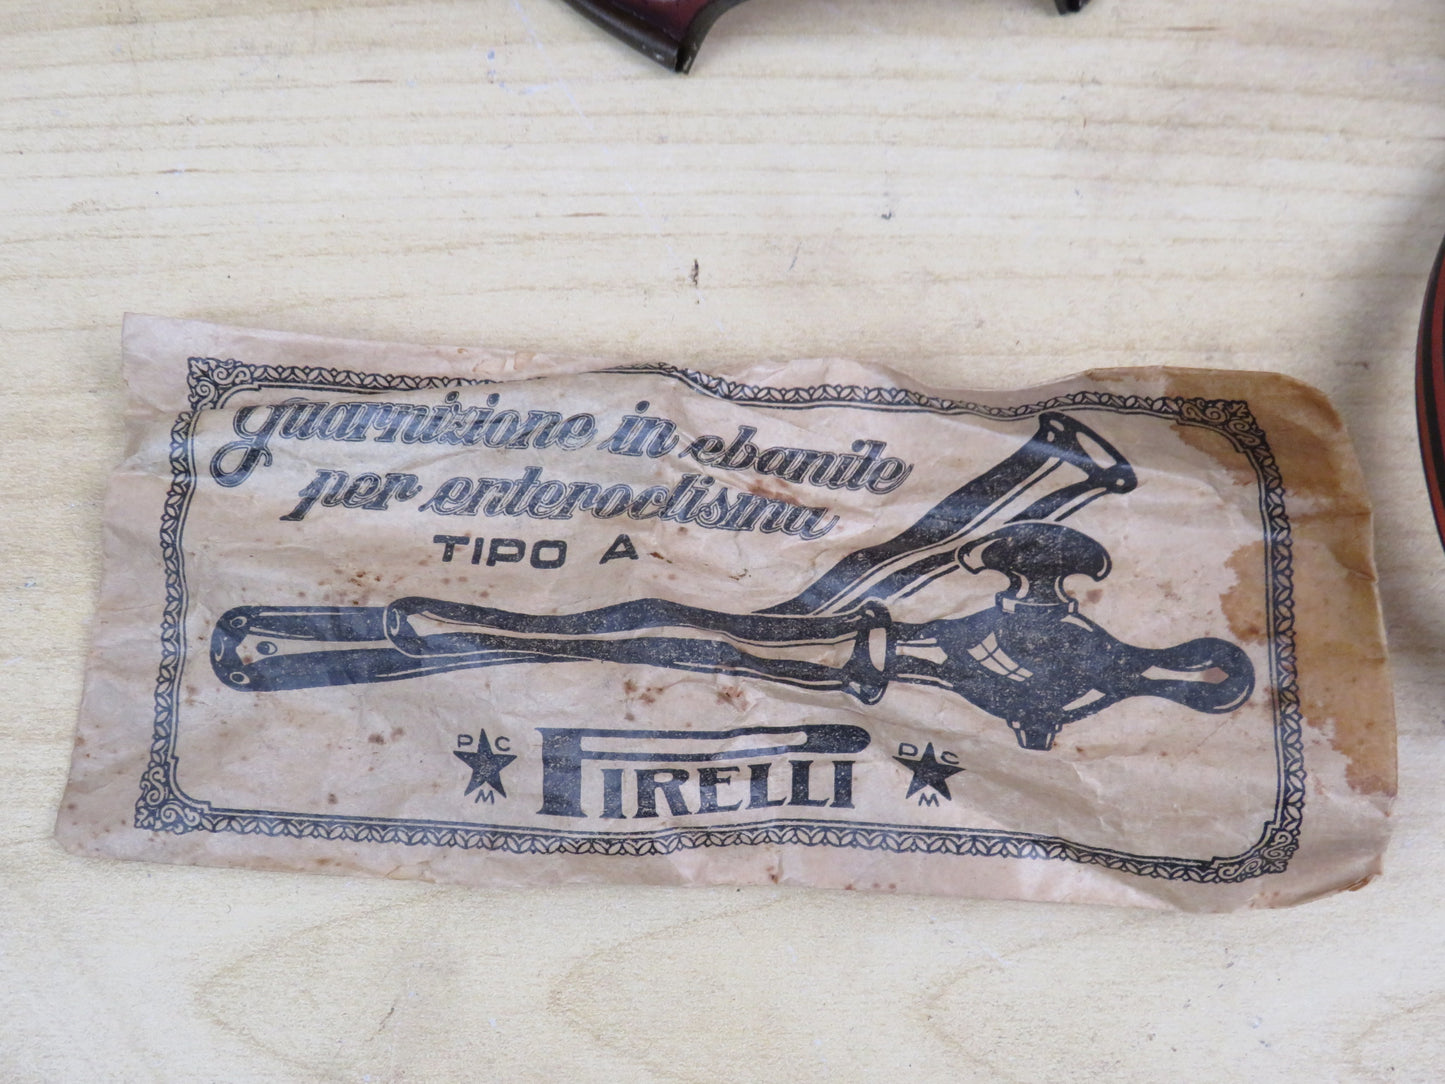 guarnizione in ebanite
per enteroclisma
TIPO A
P C M
PIRELLI
P C M